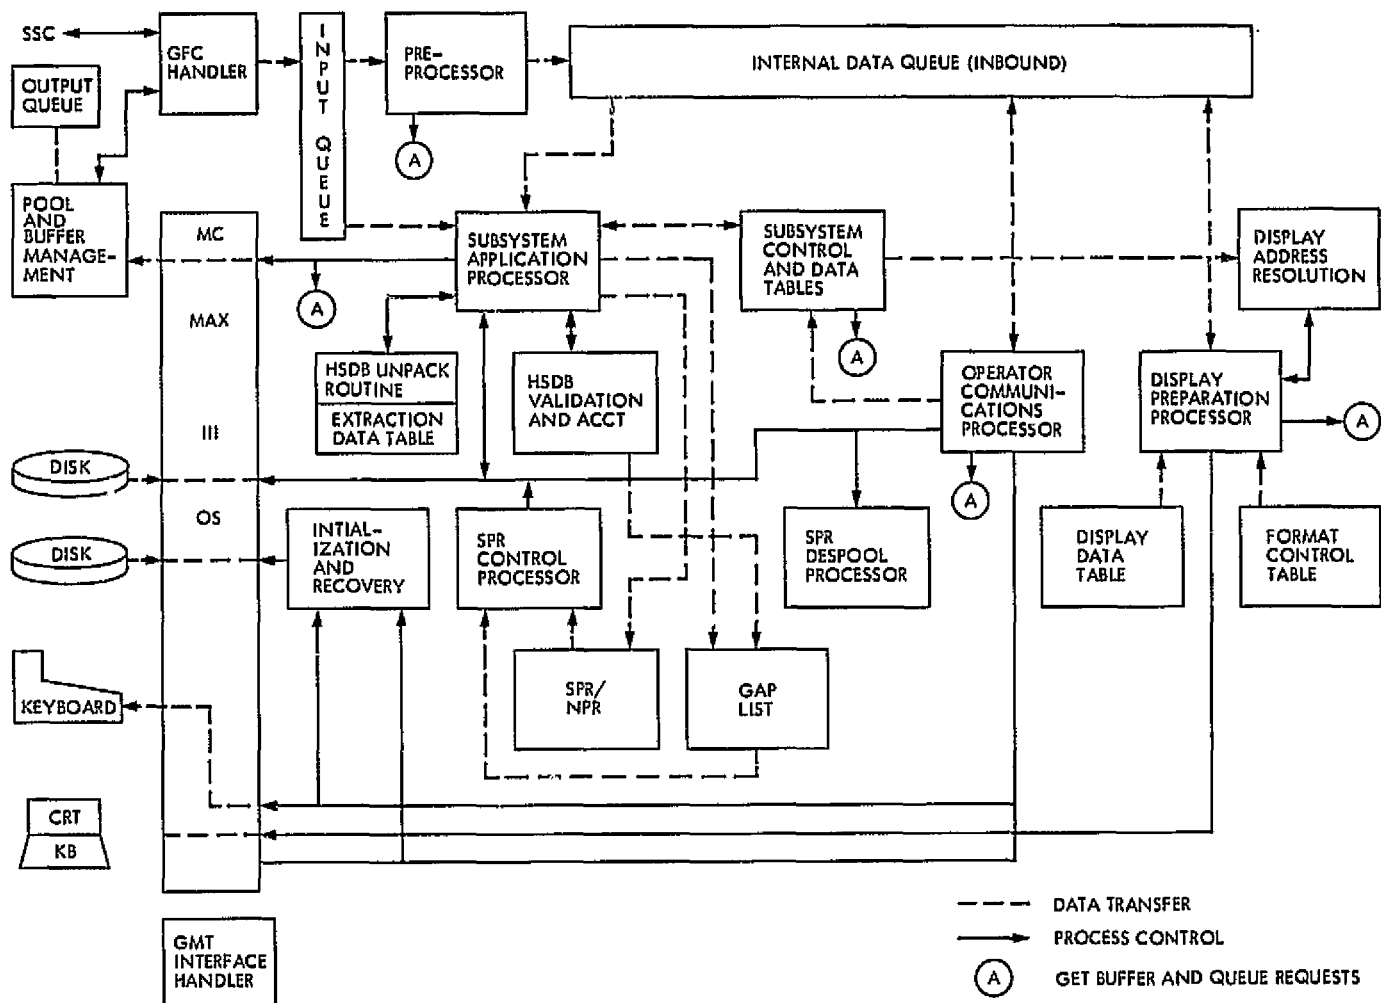 SSC
GFC
HANDLER
INPUT QUEUE
PRE-
PROCESSOR
INTERNAL DATA QUEUE (INBOUND)
OUTPUT
QUEUE
A
POOL
AND
BUFFER
MANAGE-
MENT
MC
MAX
III
OS
SUBSYSTEM
APPLICATION
PROCESSOR
SUBSYSTEM
CONTROL
AND DATA
TABLES
DISPLAY
ADDRESS
RESOLUTION
A
A
HSDB UNPACK
ROUTINE
EXTRACTION
DATA TABLE
HSDB
VALIDATION
AND ACCT
OPERATOR
COMMUNI-
CATIONS
PROCESSOR
DISPLAY
PREPARATION
PROCESSOR
A
DISK
A
DISK
INTIAL-
IZATION
AND
RECOVERY
SPR
CONTROL
PROCESSOR
SPR
DESPOOL
PROCESSOR
DISPLAY
DATA
TABLE
FORMAT
CONTROL
TABLE
KEYBOARD
SPR/
NPR
GAP
LIST
CRT
KB
GMT
INTERFACE
HANDLER
DATA TRANSFER
PROCESS CONTROL
A GET BUFFER AND QUEUE REQUESTS